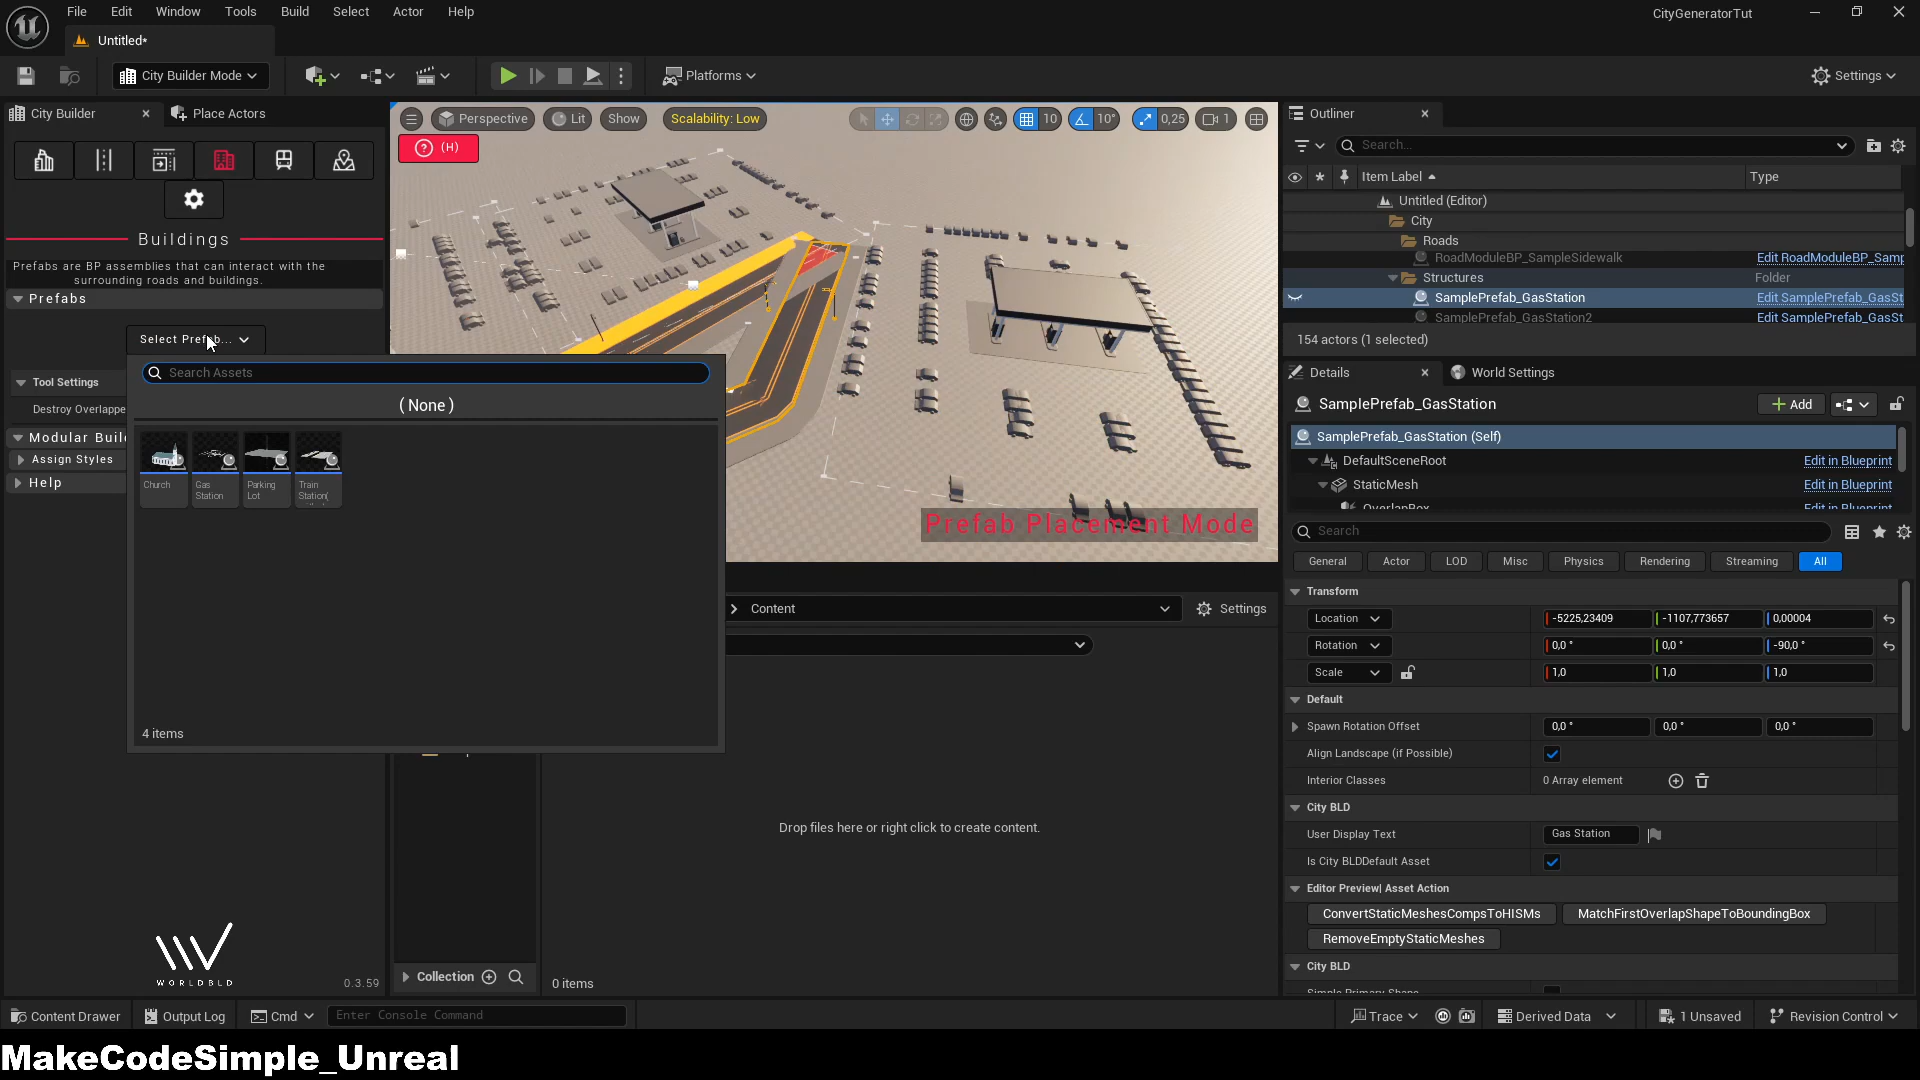 File Edit Window Tools Build Select Actor Help
CityGeneratorTut
Untitled*
City Builder Mode
Platforms
Settings
City Builder
Place Actors
Perspective
Lit
Show
Scalability: Low
10
10°
0,25
1
(H)
Buildings
Prefabs are BP assemblies that can interact with the
surrounding roads and buildings.
Prefabs
Select Prefab...
Tool Settings
Destroy Overlappe
Modular Buil
Assign Styles
Help
Search Assets
( None )
Church
Gas
Station
Parking
Lot
Train
Station(
4 items
Prefab Placement Mode
Content
Settings
Drop files here or right click to create content.
WORLDBLD
0.3.59
Collection
0 items
Outliner
Search...
Item Label
Type
Untitled (Editor)
City
Roads
RoadModuleBP_SampleSidewalk
Edit RoadModuleBP_Samp
Structures
Folder
SamplePrefab_GasStation
Edit SamplePrefab_GasSt
SamplePrefab_GasStation2
Edit SamplePrefab_GasSt
154 actors (1 selected)
Details
World Settings
SamplePrefab_GasStation
Add
SamplePrefab_GasStation (Self)
DefaultSceneRoot
Edit in Blueprint
StaticMesh
Edit in Blueprint
OverlapBox
Edit in Blueprint
Search
General Actor LOD Misc Physics Rendering Streaming All
Transform
Location -5225,23409 -1107,773657 0,00004
Rotation 0,0 ° 0,0 ° -90,0 °
Scale 1,0 1,0 1,0
Default
Spawn Rotation Offset 0,0 ° 0,0 ° 0,0 °
Align Landscape (if Possible)
Interior Classes 0 Array element
City BLD
User Display Text Gas Station
Is City BLDDefault Asset
Editor Preview| Asset Action
ConvertStaticMeshesCompsToHISMs MatchFirstOverlapShapeToBoundingBox
RemoveEmptyStaticMeshes
City BLD
Simple Primary Shape
Content Drawer
Output Log
Cmd
Enter Console Command
Trace
Derived Data
1 Unsaved
Revision Control
MakeCodeSimple_Unreal